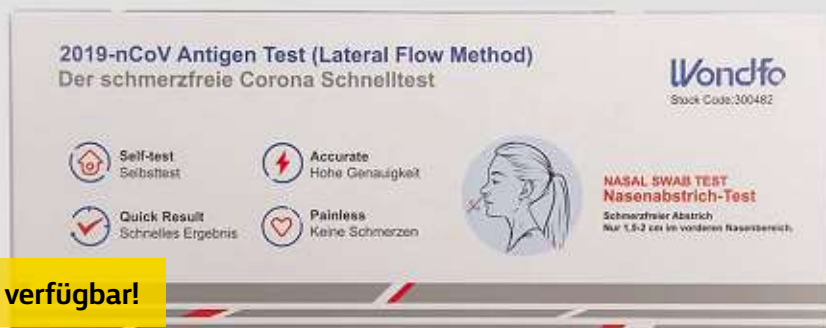 2019-nCoV Antigen Test (Lateral Flow Method)
Der schmerzfreie Corona Schnelltest
Wondfo
Stock Code:300482
Self-test
Selbsttest
Accurate
Hohe Genauigkeit
Quick Result
Schnelles Ergebnis
Painless
Keine Schmerzen
NASAL SWAB TEST
Nasenabstrich-Test
Schmerzfreier Abstrich
Nur 1,5-2 cm im vorderen Nasenbereich.
verfügbar!